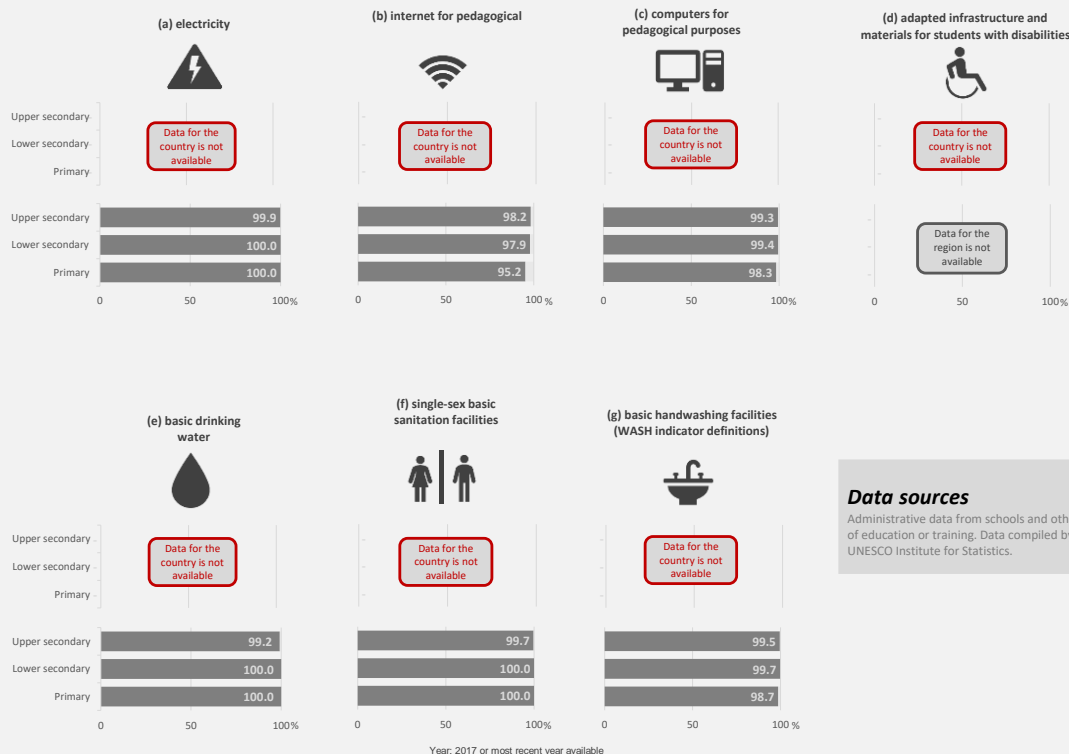 (a) electricity
(b) internet for pedagogical
(c) computers for
pedagogical purposes
(d) adapted infrastructure and
materials for students with disabilities
Upper secondary
Lower secondary
Primary
Data for the
country is not
available
Data for the
country is not
available
Data for the
country is not
available
Data for the
country is not
available
Upper secondary
Lower secondary
Primary
99.9
100.0
100.0
98.2
97.9
95.2
99.3
99.4
98.3
Data for the
region is not
available
0 50 100%
0 50 100%
0 50 100%
0 50 100%
(e) basic drinking
water
(f) single-sex basic
sanitation facilities
(g) basic handwashing facilities
(WASH indicator definitions)
Upper secondary
Lower secondary
Primary
Data for the
country is not
available
Data for the
country is not
available
Data for the
country is not
available
Upper secondary
Lower secondary
Primary
99.2
100.0
100.0
99.7
100.0
100.0
99.5
99.7
98.7
0 50 100%
0 50 100%
0 50 100%
Data sources
Administrative data from schools and oth
of education or training. Data compiled by
UNESCO Institute for Statistics.
Year: 2017 or most recent year available